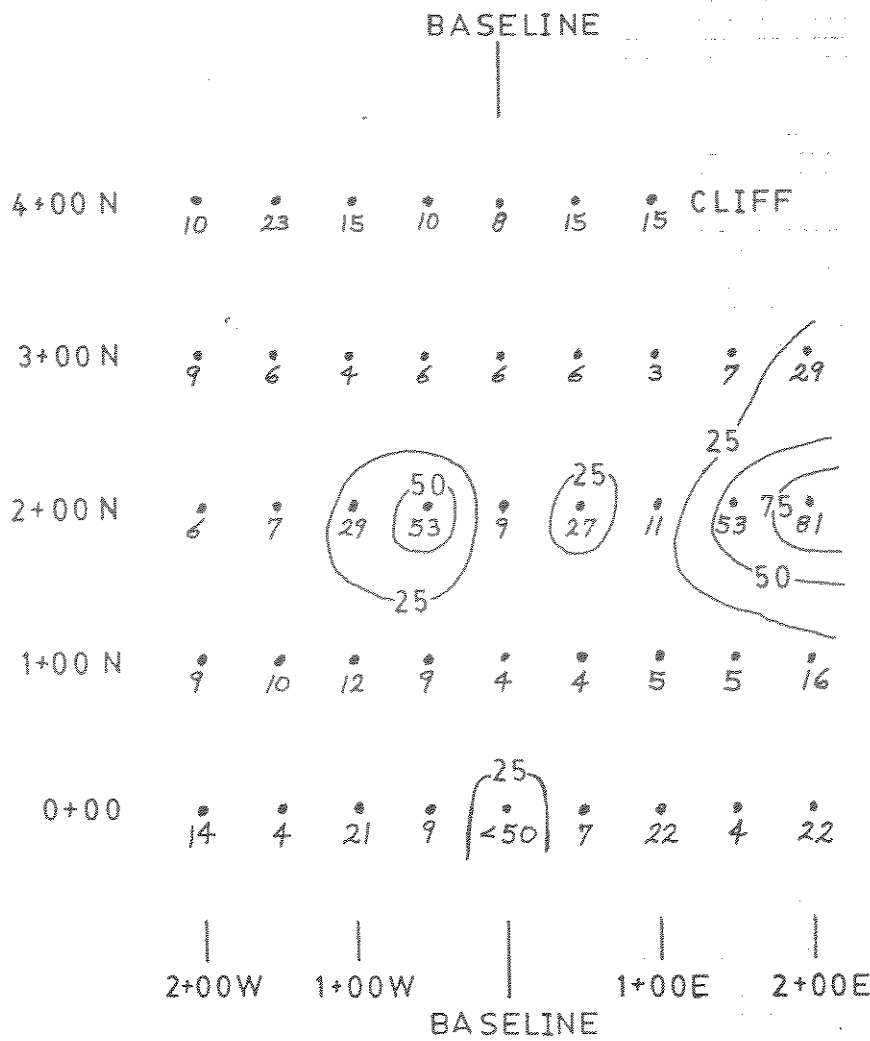 BASELINE
4+00 N CLIFF
10 23 15 10 8 15 15
3+00 N
9 6 4 6 6 6 3 7 29
25
50 25
2+00 N 75
6 7 29 53 9 27 11 53 81
25 50
1+00 N
9 10 12 9 4 4 5 5 16
25
0+00
14 4 21 9 <50 7 22 4 22
2+00W 1+00W 1+00E 2+00E
BASELINE